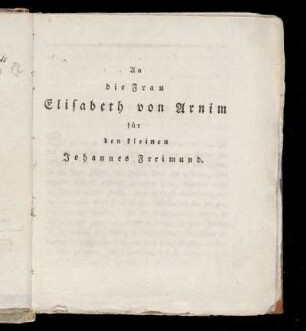 An
die Frau
Elisabeth von Arnim
für
den kleinen
Johannes Freimund.